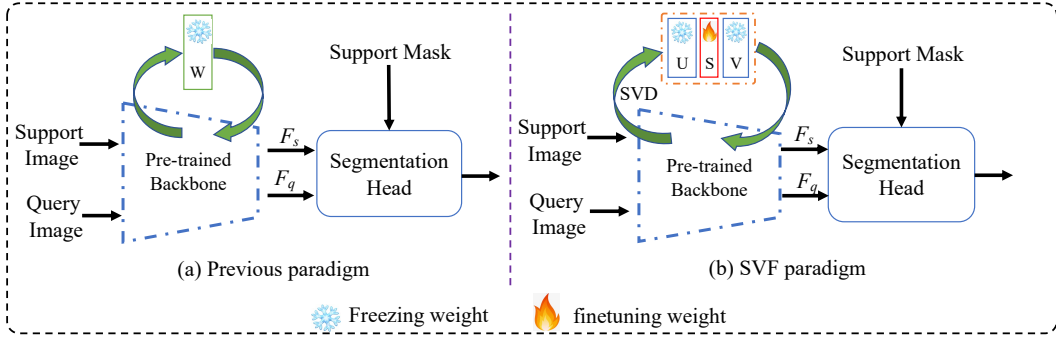 W
Support Mask
Support
Image
Pre-trained
Backbone
Query
Image
F_s
F_q
Segmentation
Head
(a) Previous paradigm
U S V
SVD
Support Mask
Support
Image
Pre-trained
Backbone
Query
Image
F_s
F_q
Segmentation
Head
(b) SVF paradigm
Freezing weight
finetuning weight